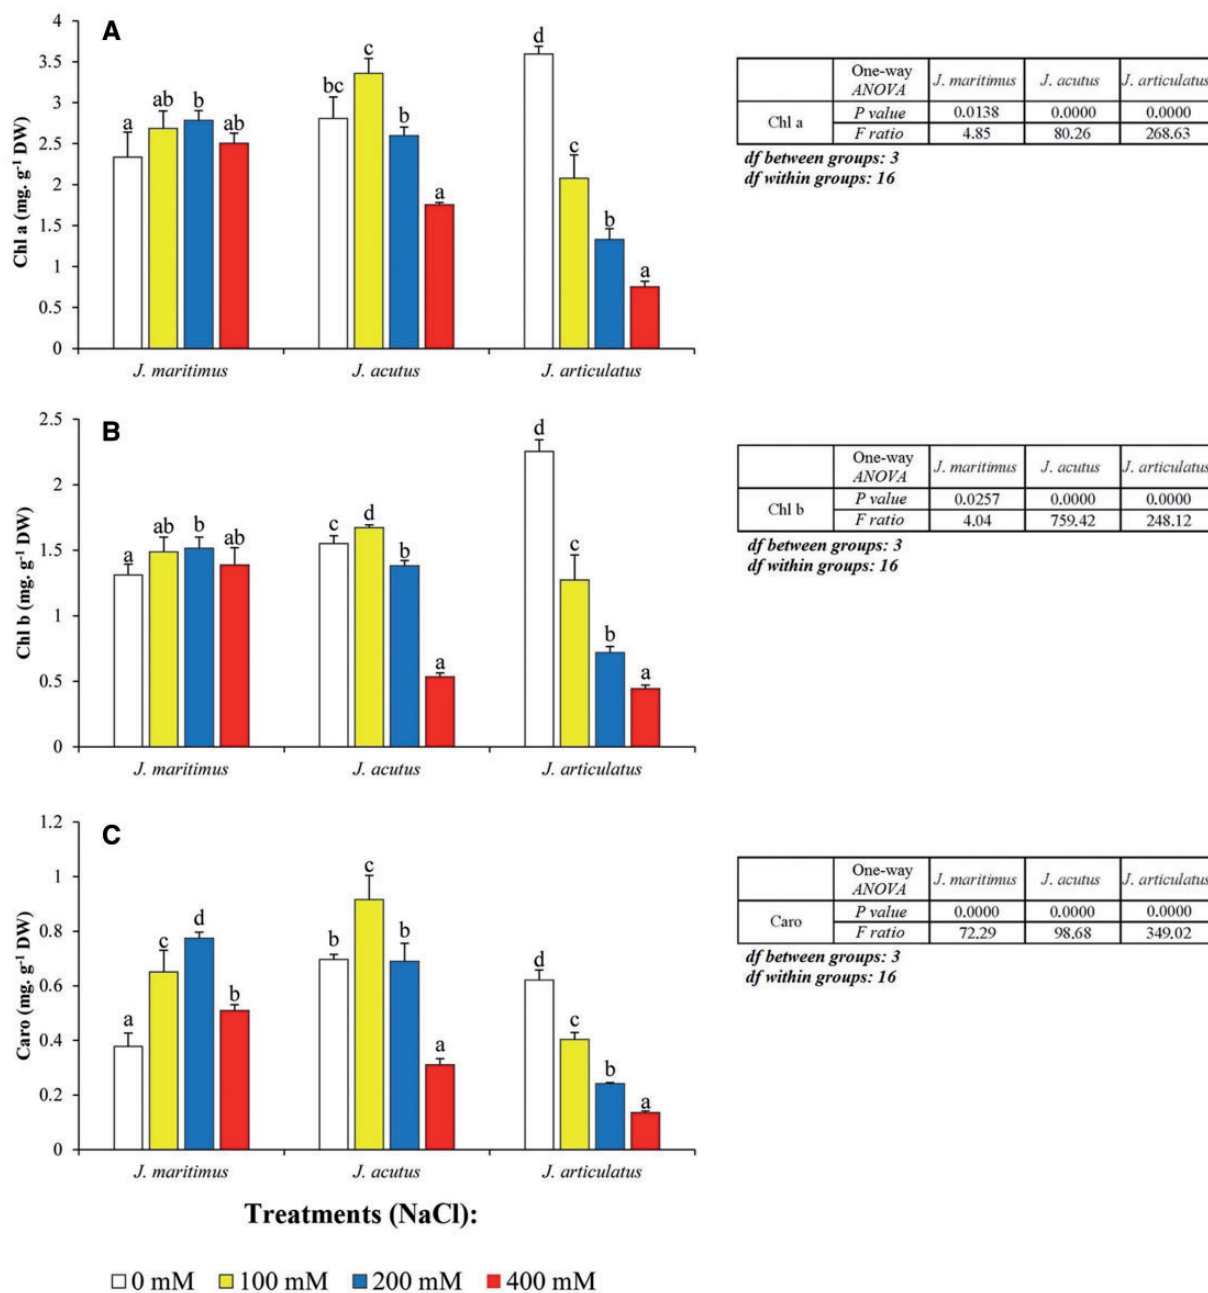 A
4
3.5
3
2.5
2
1.5
1
0.5
0
Chl a (mg. g⁻¹ DW)
a ab b ab
bc c b a
d c b a
J. maritimus J. acutus J. articulatus
One-way ANOVA J. maritimus J. acutus J. articulatus
Chl a
P value 0.0138 0.0000 0.0000
F ratio 4.85 80.26 268.63
df between groups: 3
df within groups: 16
B
2.5
2
1.5
1
0.5
0
Chl b (mg. g⁻¹ DW)
a ab b ab
c d b a
d c b a
J. maritimus J. acutus J. articulatus
One-way ANOVA J. maritimus J. acutus J. articulatus
Chl b
P value 0.0257 0.0000 0.0000
F ratio 4.04 759.42 248.12
df between groups: 3
df within groups: 16
C
1.2
1
0.8
0.6
0.4
0.2
0
Caro (mg. g⁻¹ DW)
a c d b
b c b a
d c b a
J. maritimus J. acutus J. articulatus
One-way ANOVA J. maritimus J. acutus J. articulatus
Caro
P value 0.0000 0.0000 0.0000
F ratio 72.29 98.68 349.02
df between groups: 3
df within groups: 16
Treatments (NaCl):
0 mM 100 mM 200 mM 400 mM